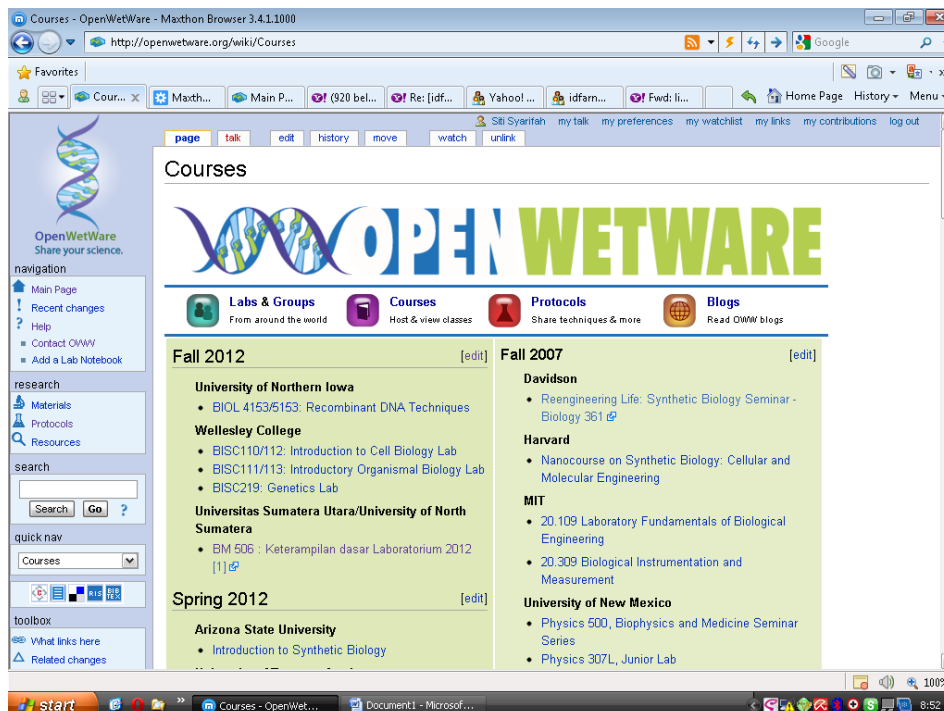 Courses - OpenWetWare - Maxthon Browser 3.4.1.1000
http://openwetware.org/wiki/Courses
Google
Favorites
Cour... x
Maxth...
Main P...
(920 bel...
Re: [idf...
Yahoo! ...
idfarn...
Fwd: li...
Home Page
History
Menu
Siti Syarifah my talk my preferences my watchlist my links my contributions log out
page talk edit history move watch unlink
Courses
OPENWETWARE
OpenWetWare
Share your science.
navigation
Main Page
Recent changes
Help
Contact OWW
Add a Lab Notebook
research
Materials
Protocols
Resources
search
Search Go ?
quick nav
Courses
RIS BIB TEX
toolbox
What links here
Related changes
Labs & Groups
From around the world
Courses
Host & view classes
Protocols
Share techniques & more
Blogs
Read OWW blogs
Fall 2012 [edit]
University of Northern Iowa
BIOL 4153/5153: Recombinant DNA Techniques
Wellesley College
BISC110/112: Introduction to Cell Biology Lab
BISC111/113: Introductory Organismal Biology Lab
BISC219: Genetics Lab
Universitas Sumatera Utara/University of North
Sumatera
BM 506 : Keterampilan dasar Laboratorium 2012
[1]
Spring 2012 [edit]
Arizona State University
Introduction to Synthetic Biology
Fall 2007 [edit]
Davidson
Reengineering Life: Synthetic Biology Seminar -
Biology 361
Harvard
Nanocourse on Synthetic Biology: Cellular and
Molecular Engineering
MIT
20.109 Laboratory Fundamentals of Biological
Engineering
20.309 Biological Instrumentation and
Measurement
University of New Mexico
Physics 500, Biophysics and Medicine Seminar
Series
Physics 307L, Junior Lab
100%
start
Courses - OpenWet...
Document1 - Microsof...
8:52